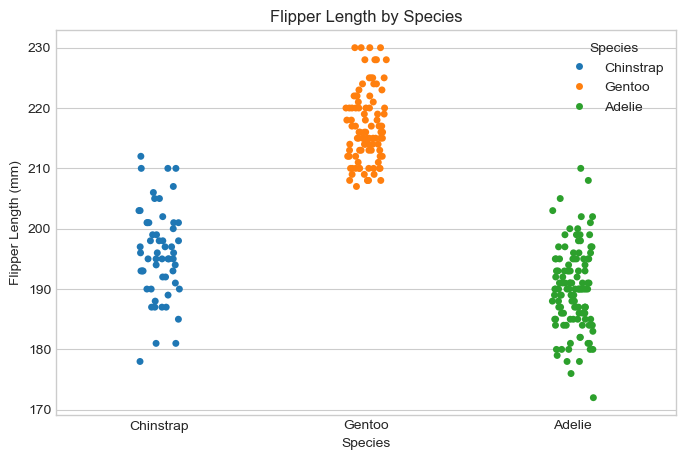 Flipper Length by Species
Species
Chinstrap
Gentoo
Adelie
Flipper Length (mm)
230
220
210
200
190
180
170
Chinstrap Gentoo Adelie
Species